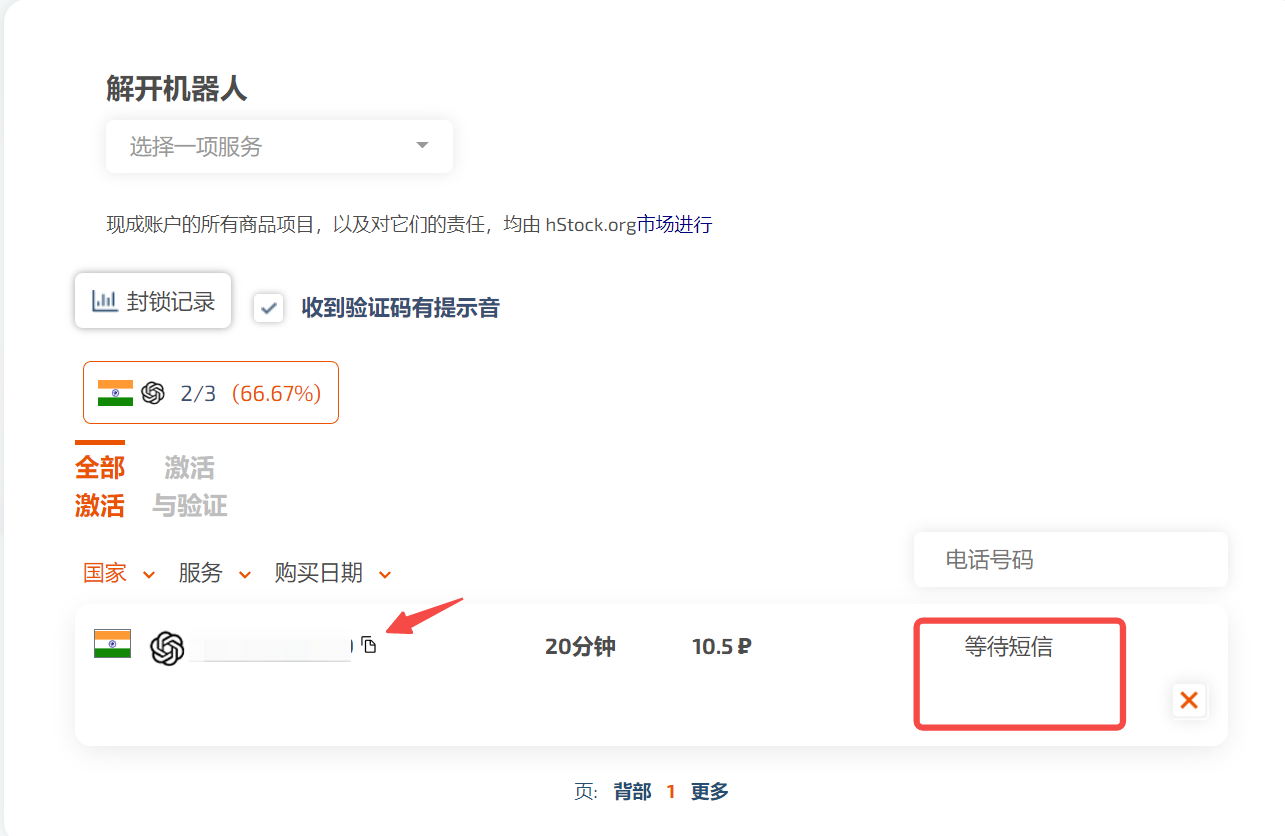 解开机器人
选择一项服务
现成账户的所有商品项目，以及对它们的责任，均由 hStock.org市场进行
封锁记录
收到验证码有提示音
2/3 (66.67%)
全部
激活
激活
与验证
国家 服务 购买日期
电话号码
20分钟 10.5 ₽ 等待短信
页: 背部 1 更多